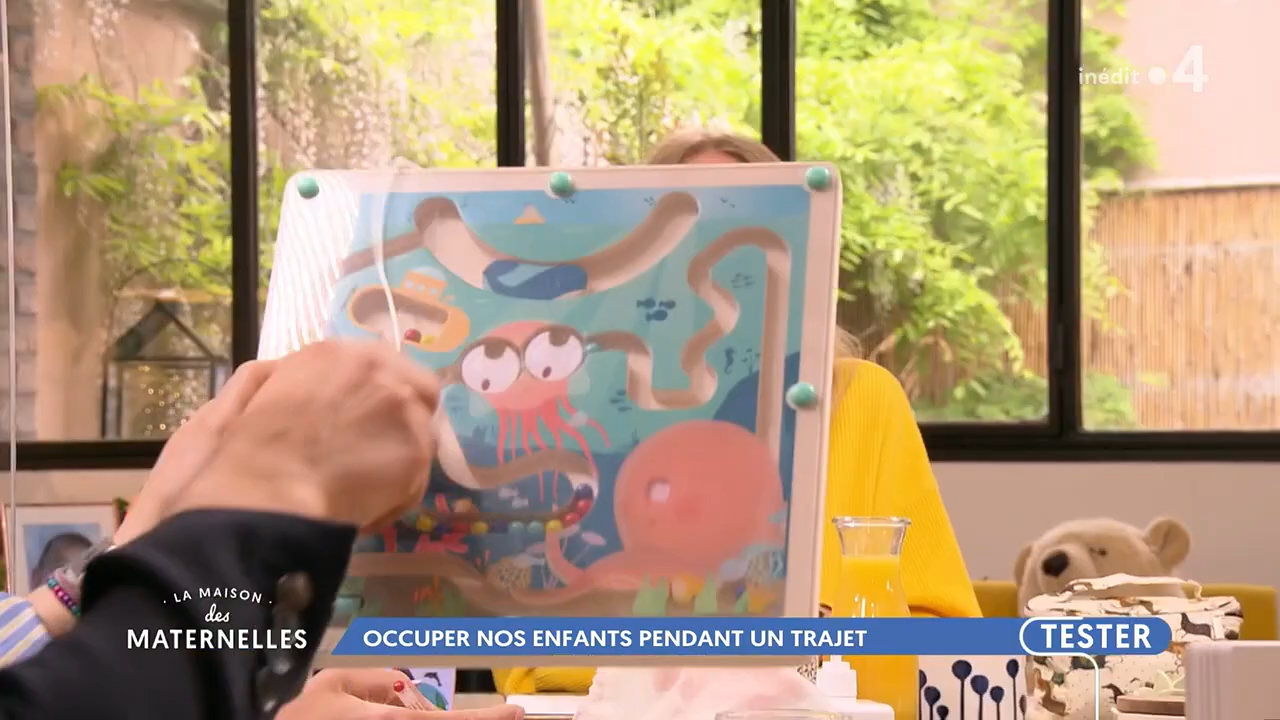 inédit 4
· LA MAISON ·
des
MATERNELLES
OCCUPER NOS ENFANTS PENDANT UN TRAJET
TESTER